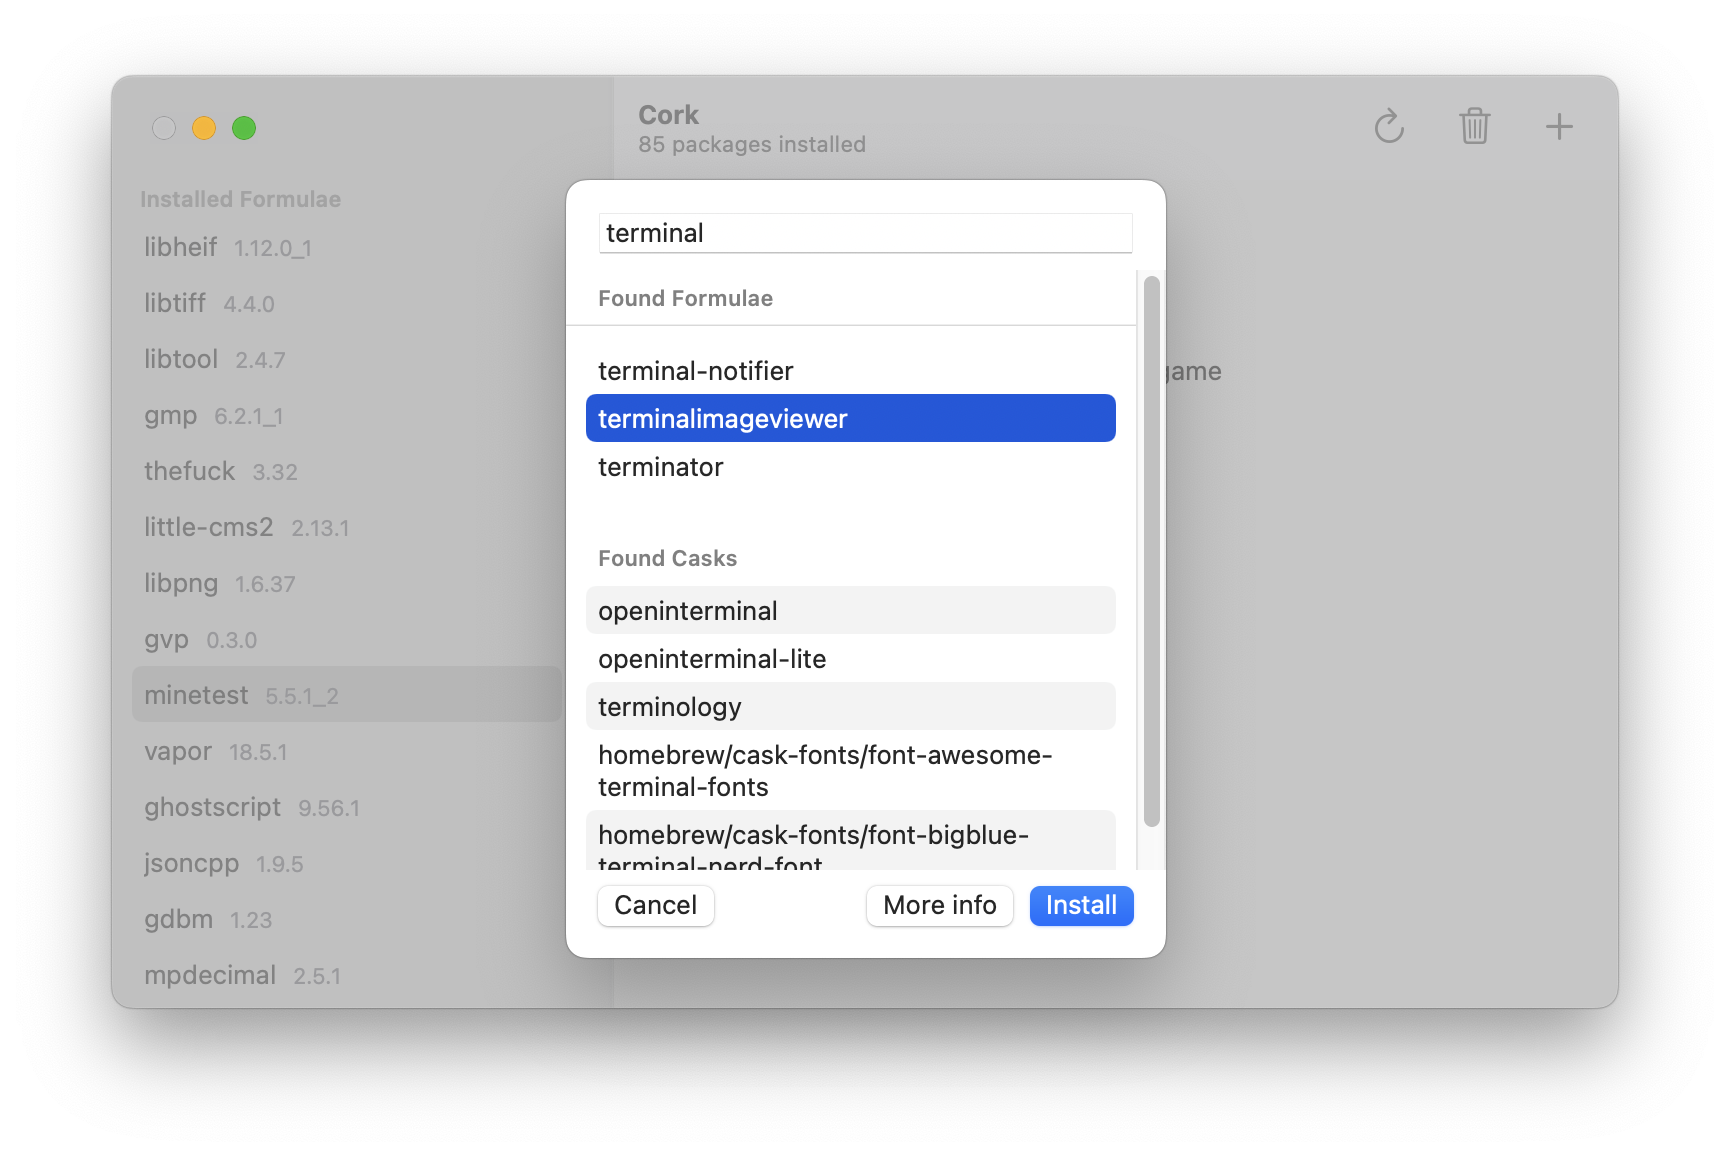 Cork
85 packages installed
Installed Formulae
libheif 1.12.0_1
libtiff 4.4.0
libtool 2.4.7
gmp 6.2.1_1
thefuck 3.32
little-cms2 2.13.1
libpng 1.6.37
gvp 0.3.0
minetest 5.5.1_2
vapor 18.5.1
ghostscript 9.56.1
jsoncpp 1.9.5
gdbm 1.23
mpdecimal 2.5.1
terminal
Found Formulae
terminal-notifier
terminalimageviewer
terminator
Found Casks
openinterminal
openinterminal-lite
terminology
homebrew/cask-fonts/font-awesome-
terminal-fonts
homebrew/cask-fonts/font-bigblue-
terminal-nerd-font
Cancel
More info
Install
game